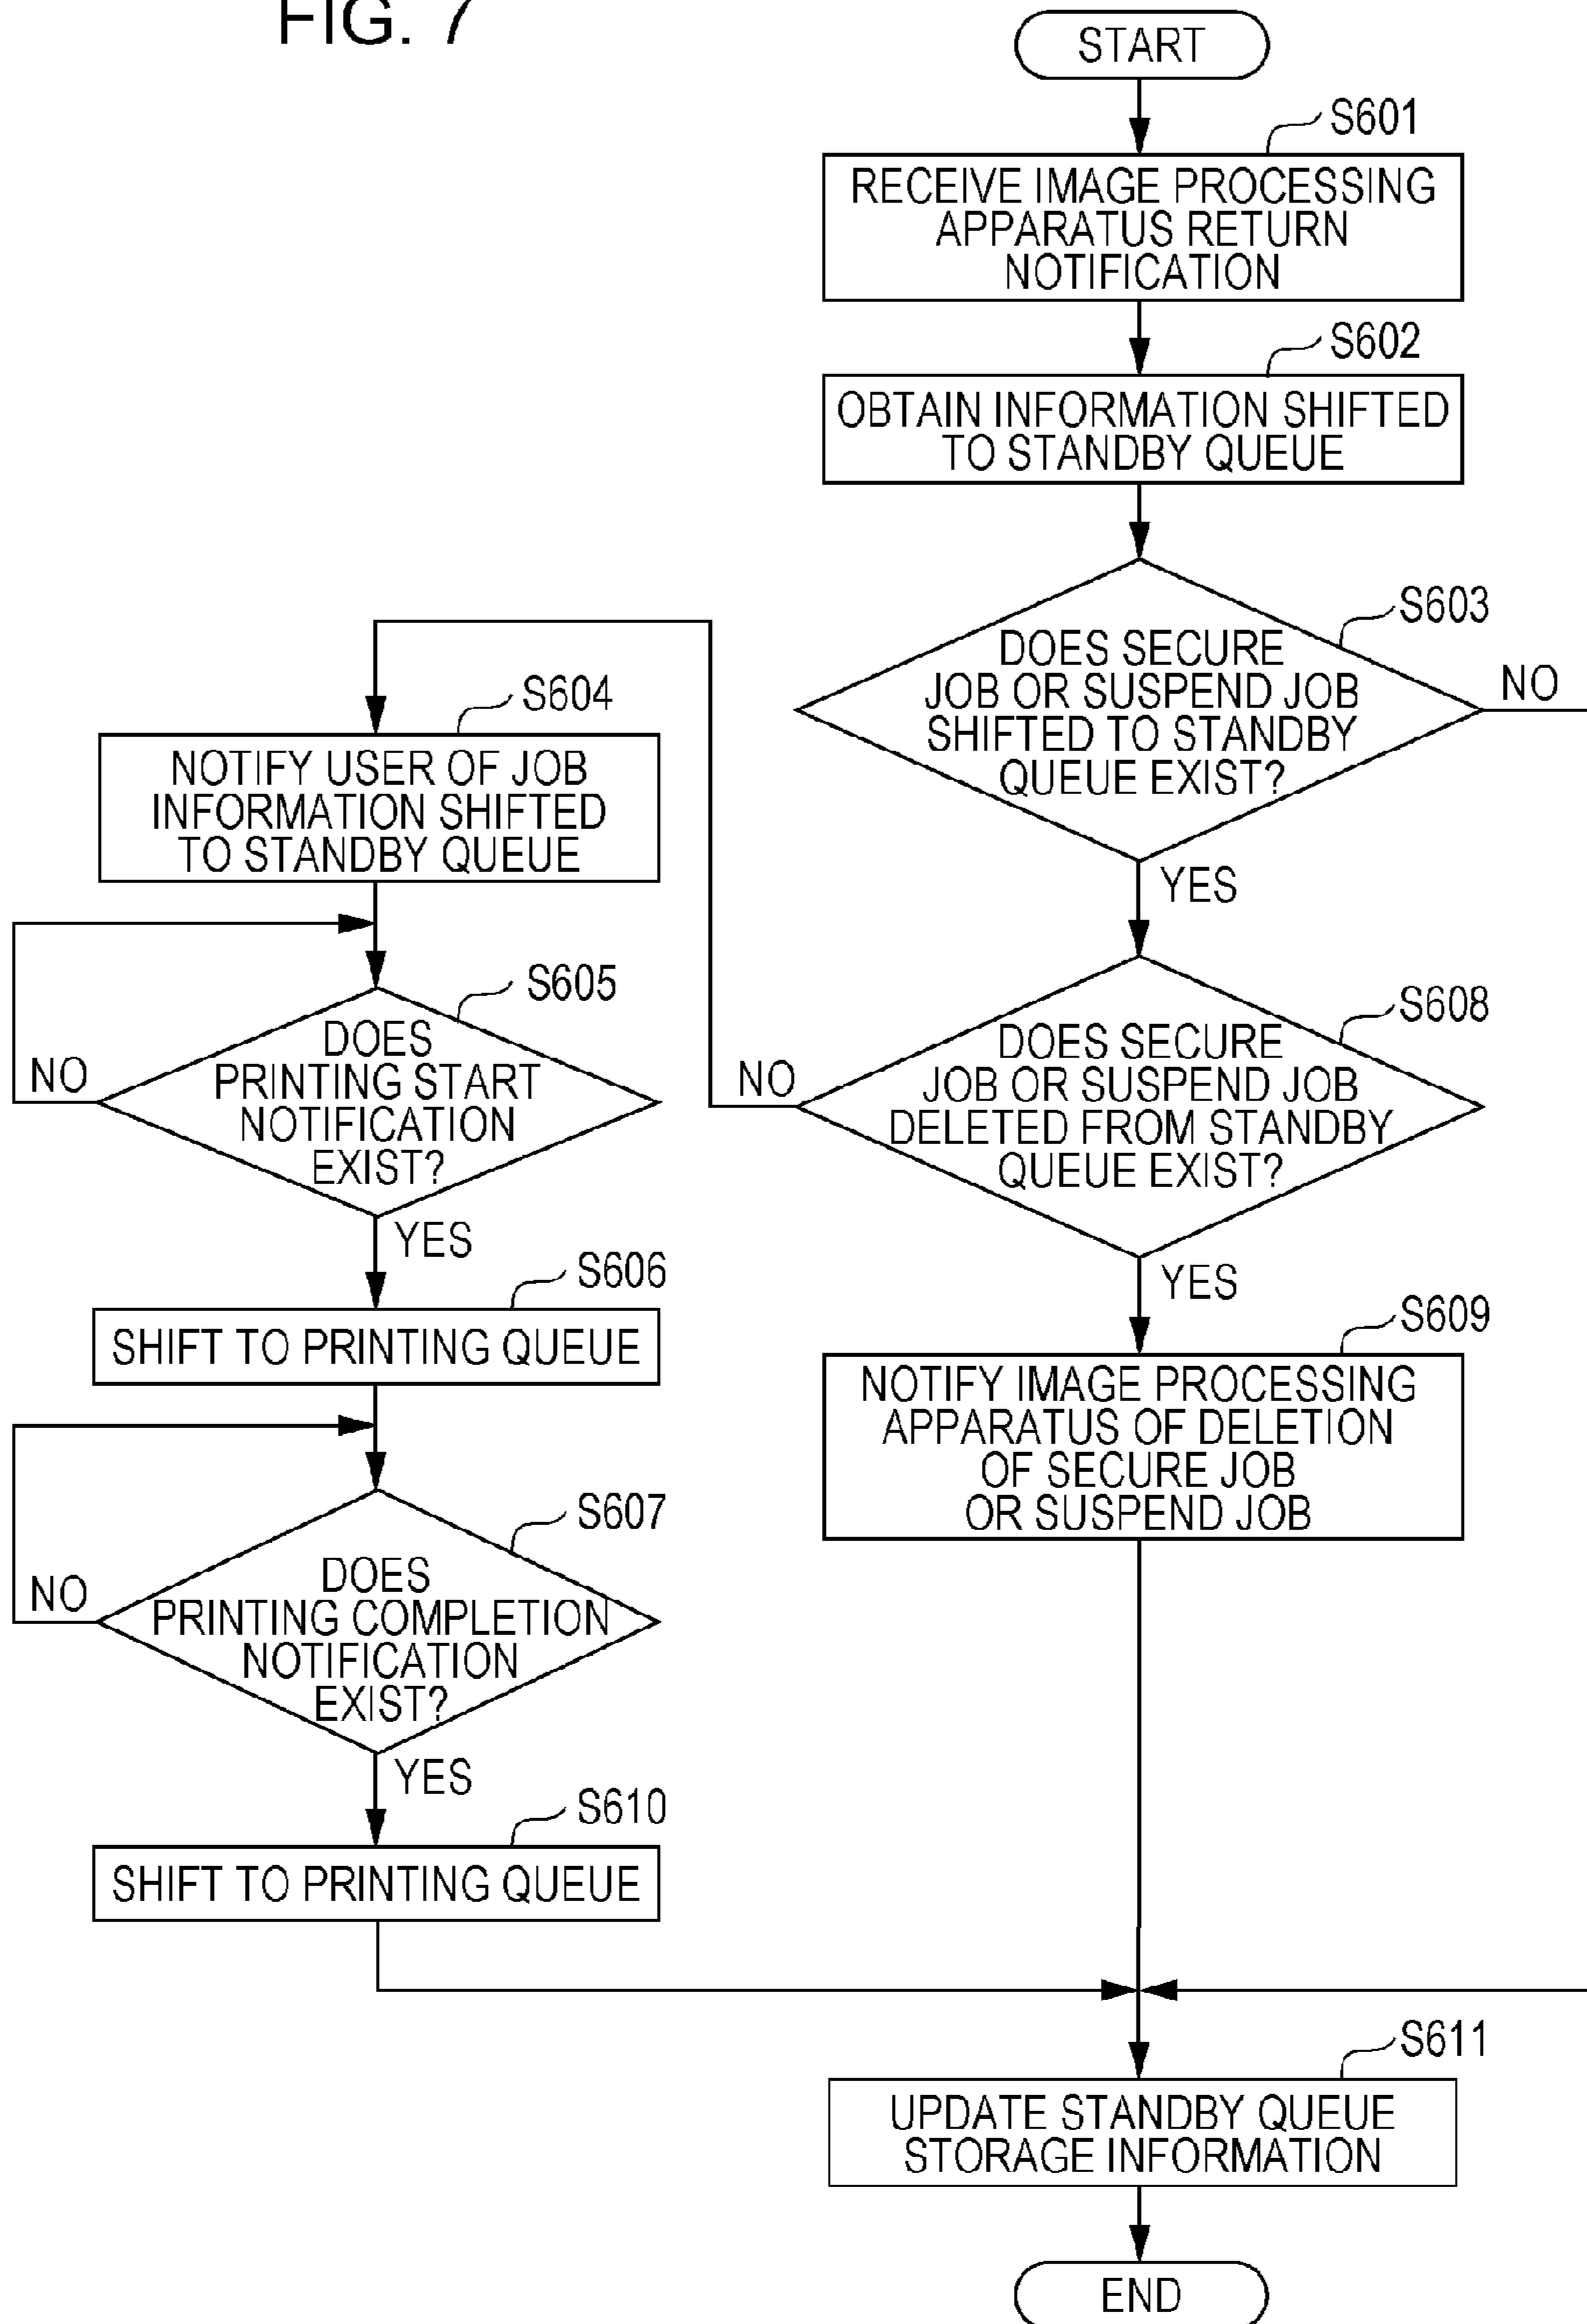 FIG. 7
START
S601
RECEIVE IMAGE PROCESSING
APPARATUS RETURN
NOTIFICATION
S602
OBTAIN INFORMATION SHIFTED
TO STANDBY QUEUE
S603
DOES SECURE
JOB OR SUSPEND JOB
SHIFTED TO STANDBY
QUEUE EXIST?
NO
YES
S604
NOTIFY USER OF JOB
INFORMATION SHIFTED
TO STANDBY QUEUE
S605
DOES
PRINTING START
NOTIFICATION
EXIST?
NO
YES
S606
SHIFT TO PRINTING QUEUE
S607
DOES
PRINTING COMPLETION
NOTIFICATION
EXIST?
NO
YES
S610
SHIFT TO PRINTING QUEUE
S608
DOES SECURE
JOB OR SUSPEND JOB
DELETED FROM STANDBY
QUEUE EXIST?
NO
YES
S609
NOTIFY IMAGE PROCESSING
APPARATUS OF DELETION
OF SECURE JOB
OR SUSPEND JOB
S611
UPDATE STANDBY QUEUE
STORAGE INFORMATION
END